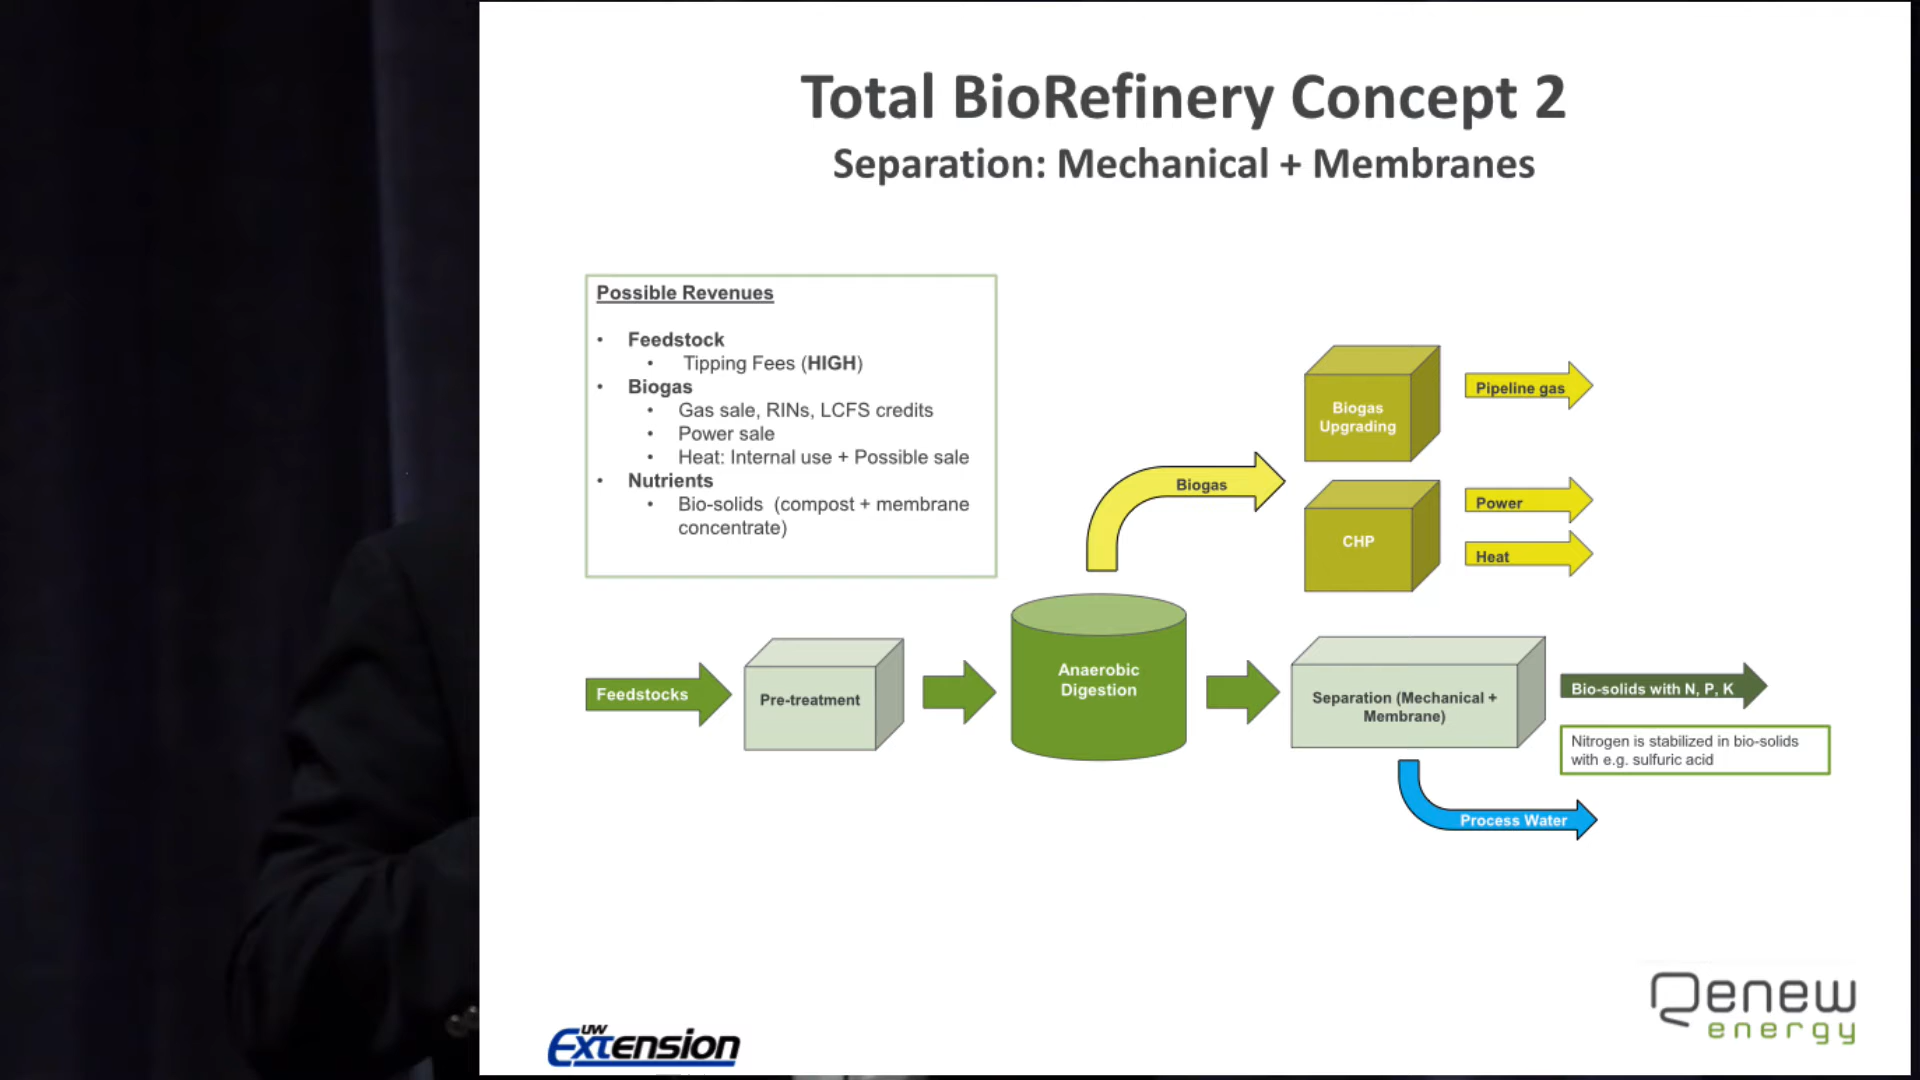 Total BioRefinery Concept 2
Separation: Mechanical + Membranes
Possible Revenues
• Feedstock
• Tipping Fees (HIGH)
• Biogas
• Gas sale, RINs, LCFS credits
• Power sale
• Heat: Internal use + Possible sale
• Nutrients
• Bio-solids (compost + membrane
concentrate)
Biogas
Upgrading
Pipeline gas
Biogas
CHP
Power
Heat
Feedstocks
Pre-treatment
Anaerobic
Digestion
Separation (Mechanical +
Membrane)
Bio-solids with N, P, K
Nitrogen is stabilized in bio-solids
with e.g. sulfuric acid
Process Water
UW
Extension
Renew
energy